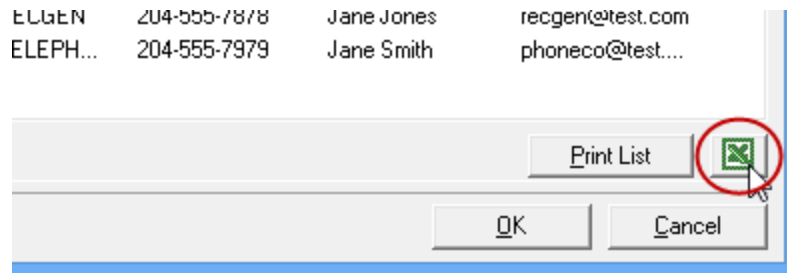 ECGEN 204-555-7878 Jane Jones recgen@test.com
ELEPH... 204-555-7979 Jane Smith phoneco@test....
Print List
OK Cancel